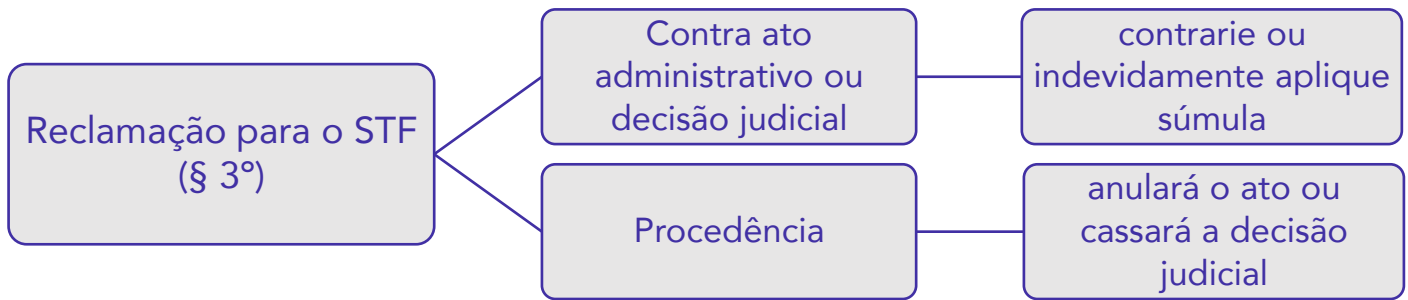 Reclamação para o STF
(§ 3º)
Contra ato
administrativo ou
decisão judicial
contrarie ou
indevidamente aplique
súmula
Procedência
anulará o ato ou
cassará a decisão
judicial